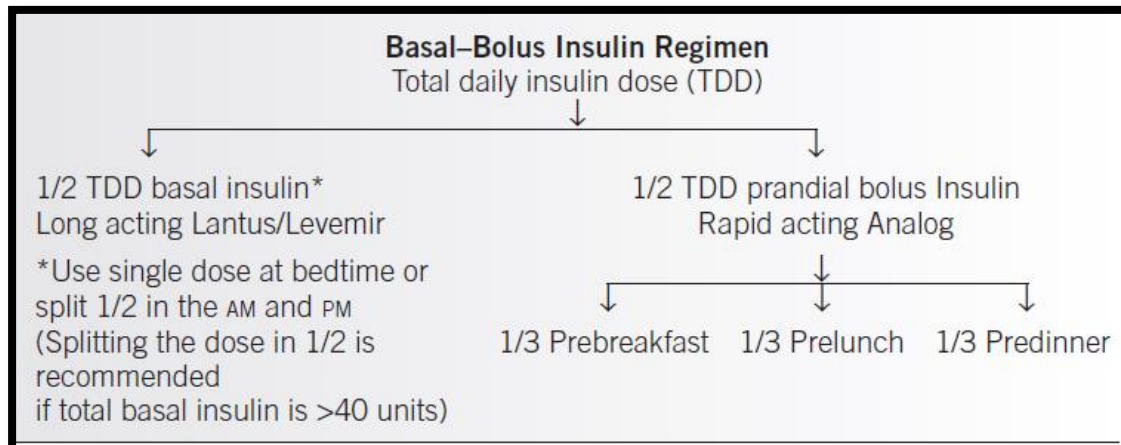 Basal–Bolus Insulin Regimen
Total daily insulin dose (TDD)
1/2 TDD basal insulin*
Long acting Lantus/Levemir
*Use single dose at bedtime or
split 1/2 in the AM and PM
(Splitting the dose in 1/2 is
recommended
if total basal insulin is >40 units)
1/2 TDD prandial bolus Insulin
Rapid acting Analog
1/3 Prebreakfast 1/3 Prelunch 1/3 Predinner